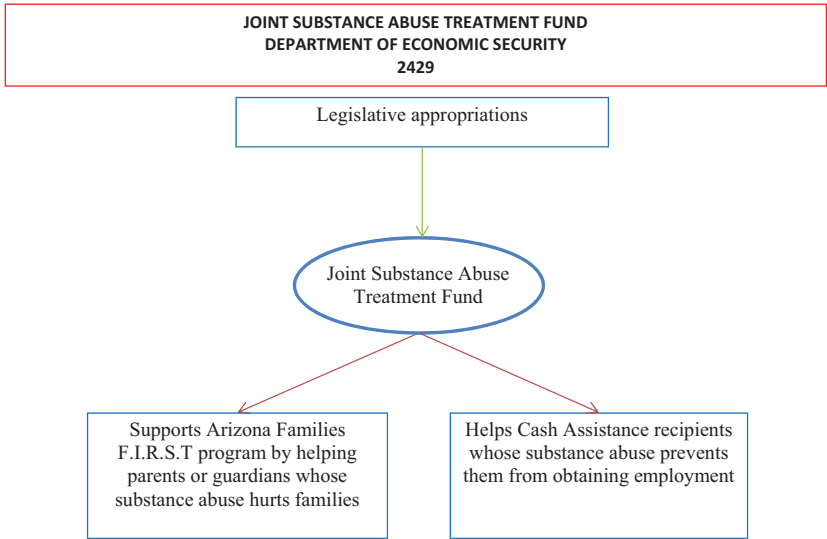 JOINT SUBSTANCE ABUSE TREATMENT FUND
DEPARTMENT OF ECONOMIC SECURITY
2429
Legislative appropriations
Joint Substance Abuse
Treatment Fund
Supports Arizona Families
F.I.R.S.T program by helping
parents or guardians whose
substance abuse hurts families
Helps Cash Assistance recipients
whose substance abuse prevents
them from obtaining employment